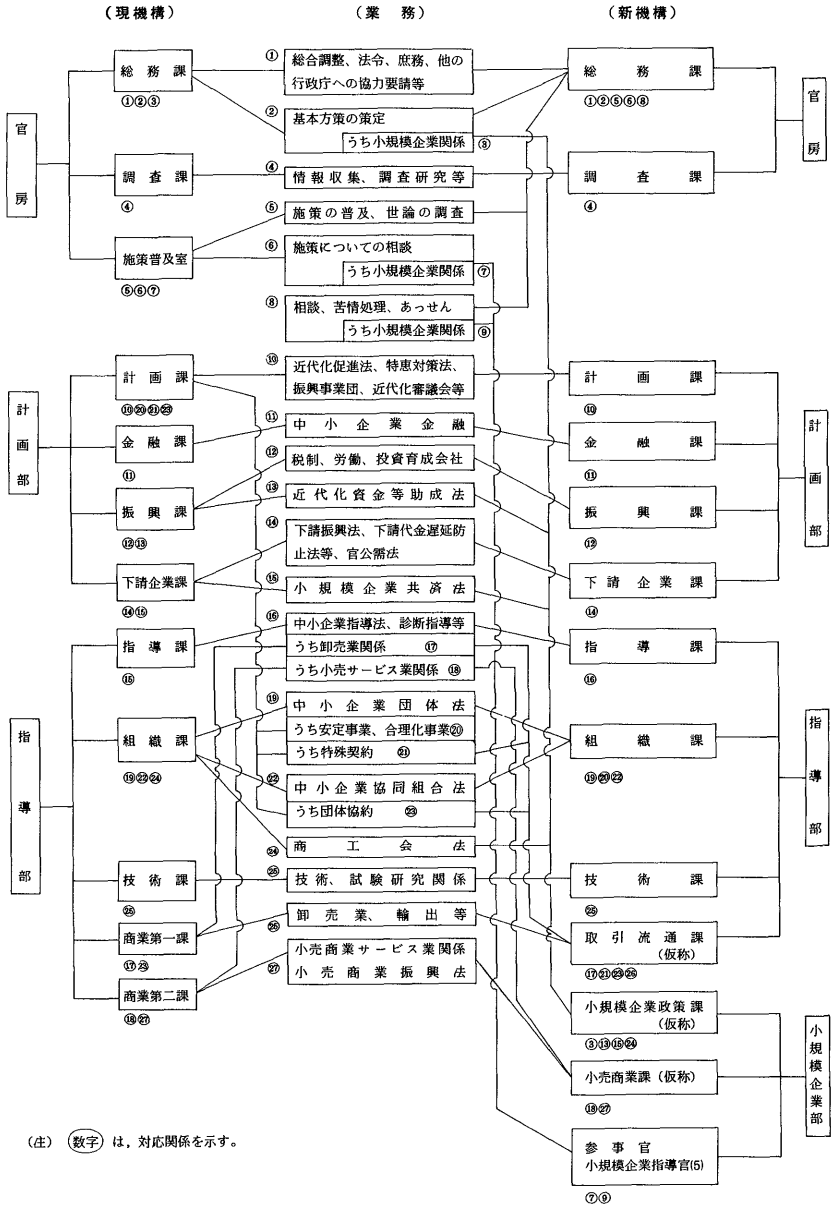 (現機構)
(業務)
(新機構)
官房
総務課
①②③
調査課
④
施策普及室
⑤⑥⑦
計画部
計画課
⑩⑳㉑㉓
金融課
⑪
振興課
⑫⑬
下請企業課
⑭⑮
指導部
指導課
⑮
組織課
⑲㉒㉔
技術課
㉕
商業第一課
⑰㉓
商業第二課
⑱㉗
① 総合調整、法令、庶務、他の
行政庁への協力要請等
② 基本方策の策定
うち小規模企業関係 ③
④ 情報収集、調査研究等
⑤ 施策の普及、世論の調査
⑥ 施策についての相談
うち小規模企業関係 ⑦
⑧ 相談、苦情処理、あっせん
うち小規模企業関係 ⑨
⑩ 近代化促進法、特恵対策法、
振興事業団、近代化審議会等
⑪ 中小企業金融
⑫ 税制、労働、投資育成会社
⑬ 近代化資金等助成法
⑭ 下請振興法、下請代金遅延防
止法等、官公需法
⑮ 小規模企業共済法
⑯ 中小企業指導法、診断指導等
うち卸売業関係 ⑰
うち小売サービス業関係 ⑱
⑲ 中小企業団体法
うち安定事業、合理化事業⑳
うち特殊契約 ㉑
㉒ 中小企業協同組合法
うち団体協約 ㉓
㉔ 商工会法
㉕ 技術、試験研究関係
㉖ 卸売業、輸出等
㉗ 小売商業サービス業関係
小売商業振興法
総務課
①②⑤⑥⑧
調査課
④
官房
計画課
⑩
金融課
⑪
振興課
⑫
下請企業課
⑭
計画部
指導課
⑯
組織課
⑲⑳㉒
技術課
㉕
取引流通課
(仮称)
⑰㉑㉓㉖
指導部
小規模企業政策課
(仮称)
③⑬⑮㉔
小売商業課(仮称)
⑱㉗
参事官
小規模企業指導官(5)
⑦⑨
小規模企業部
(注) 数字 は，対応関係を示す。